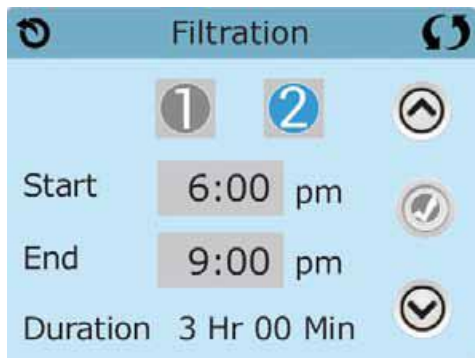 Filtration
1 2
Start 6:00 pm
End 9:00 pm
Duration 3 Hr 00 Min